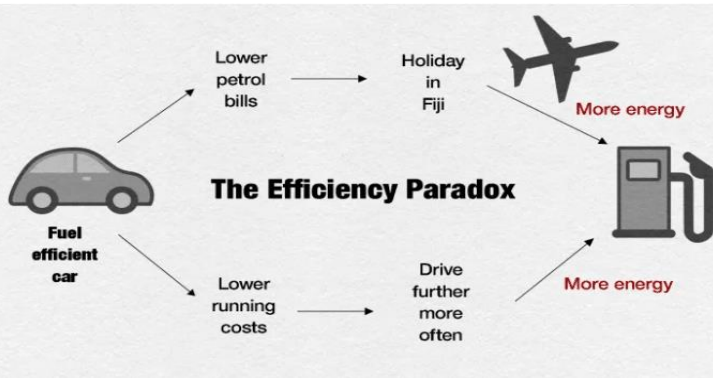 Lower
petrol
bills
Holiday
in
Fiji
More energy
The Efficiency Paradox
Fuel
efficient
car
Lower
running
costs
Drive
further
more
often
More energy